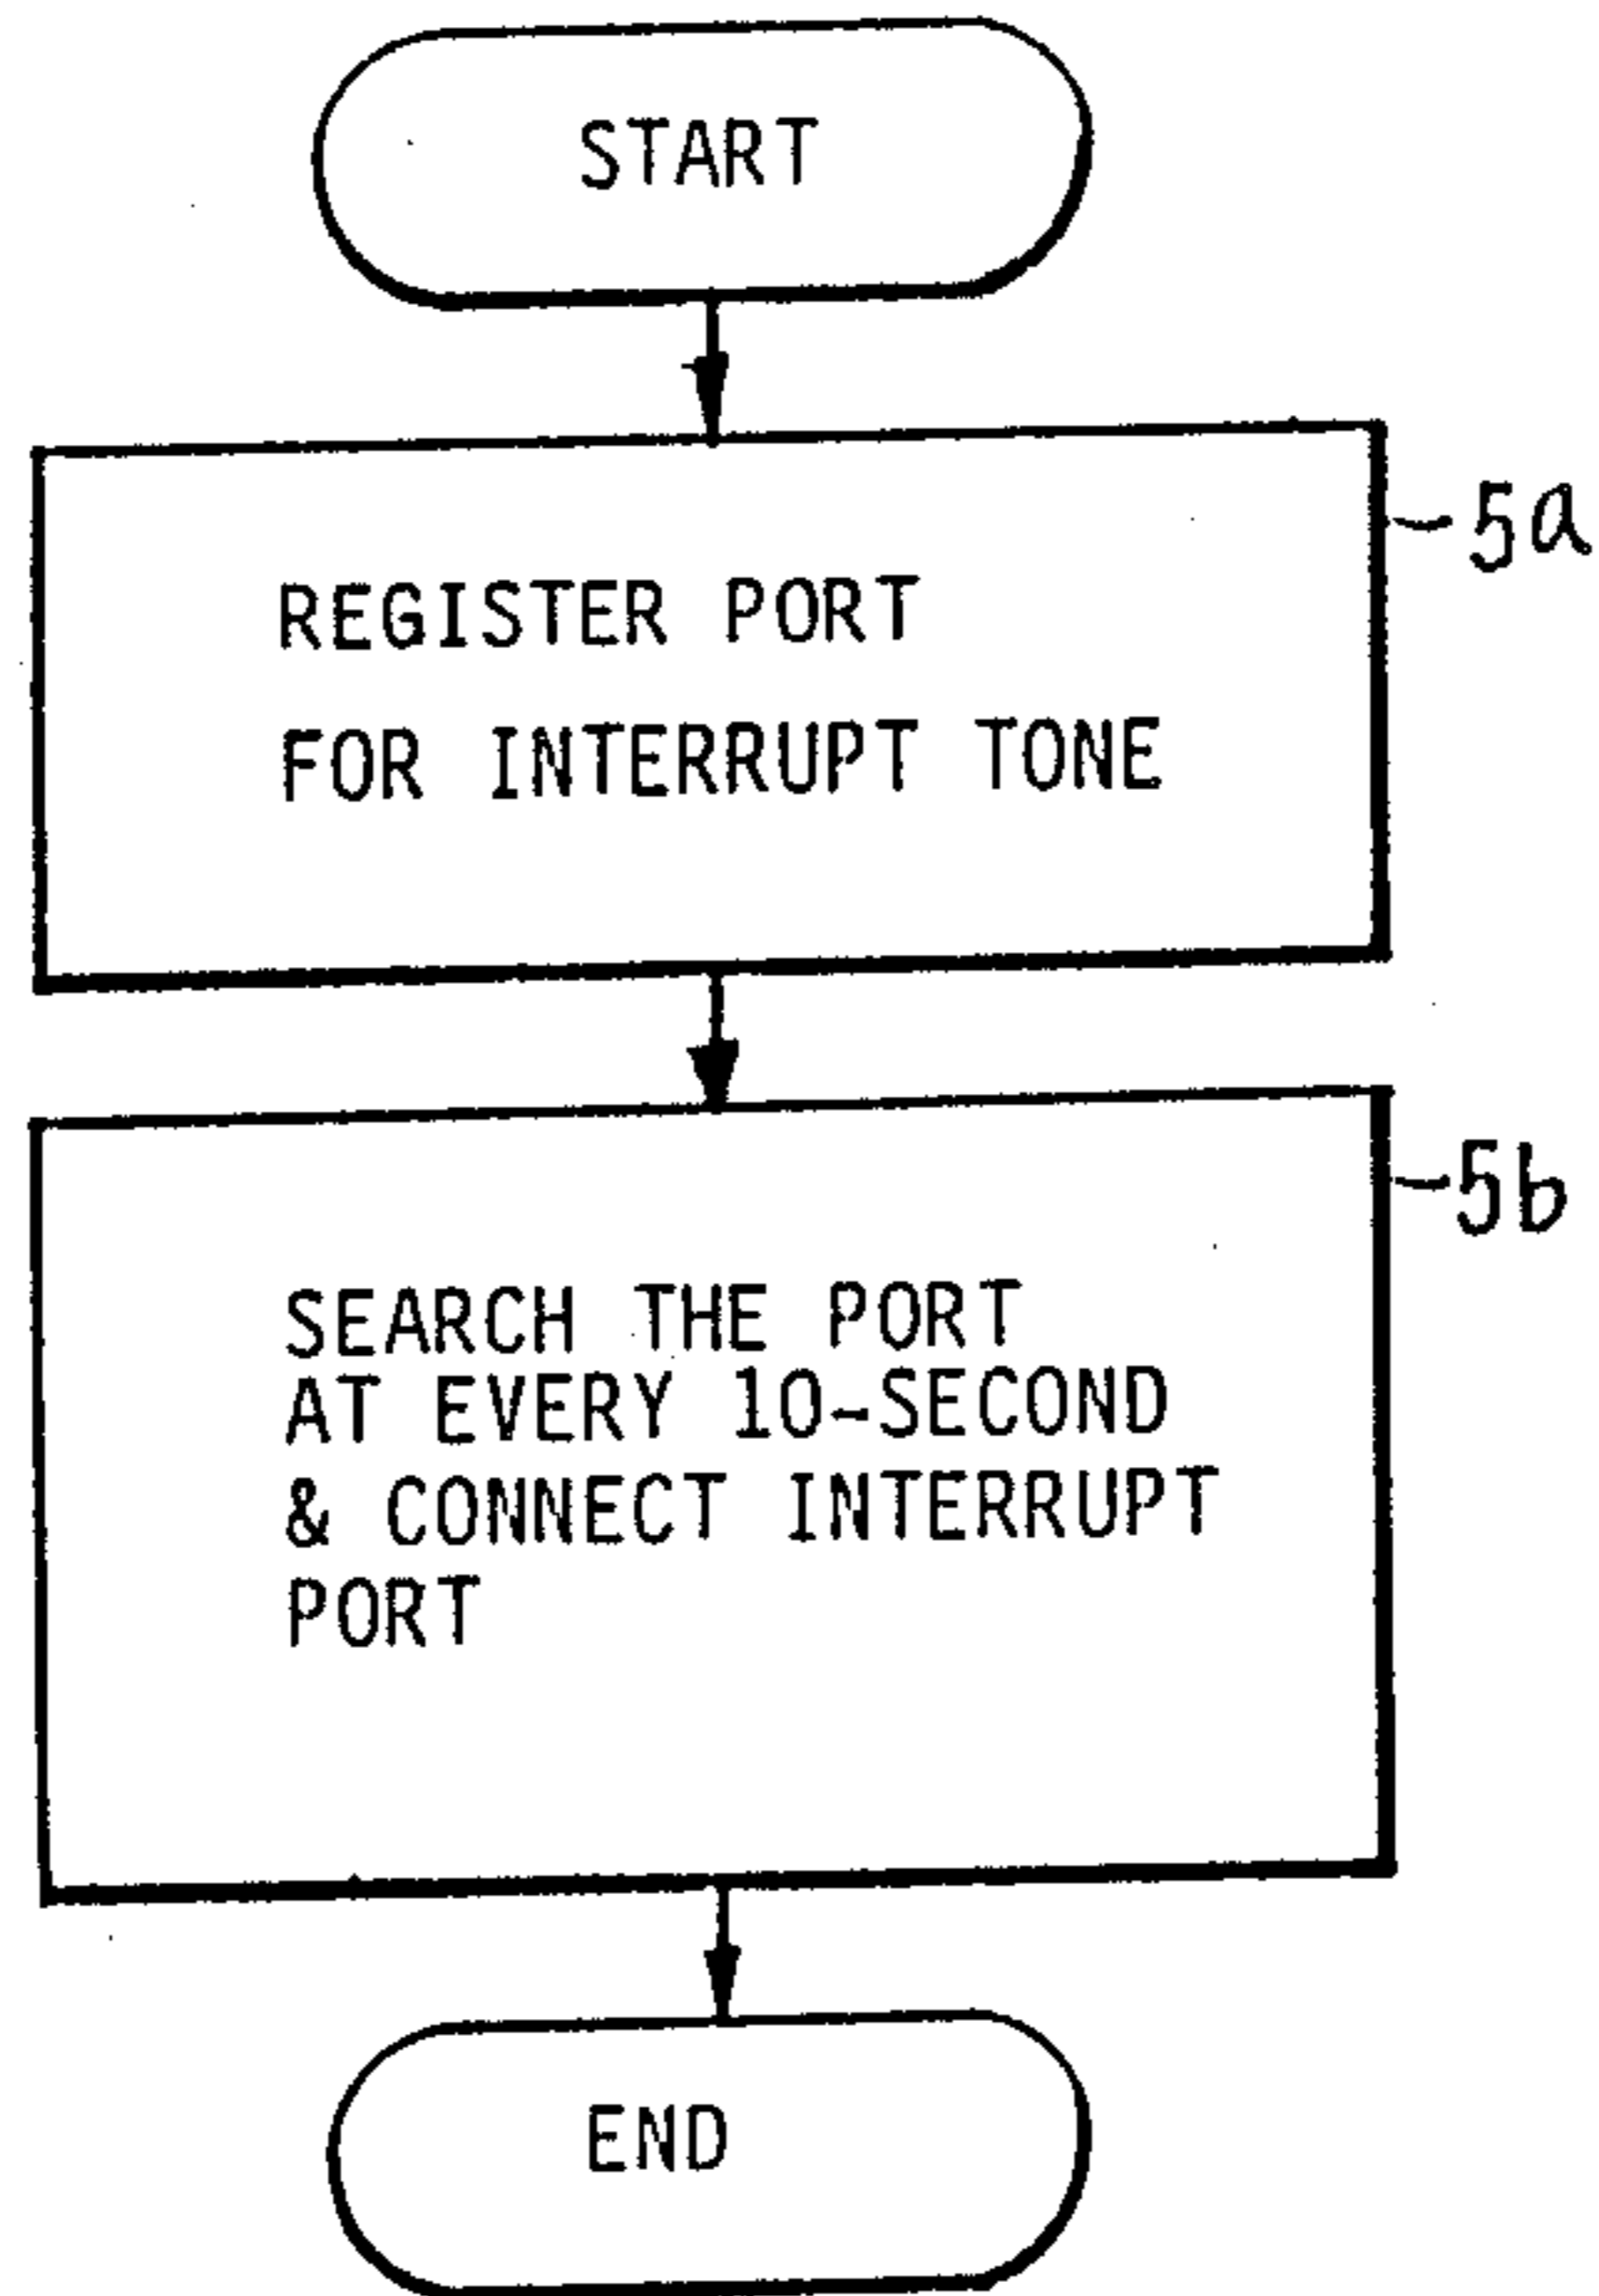 START
REGISTER PORT
FOR INTERRUPT TONE
5a
SEARCH THE PORT
AT EVERY 10-SECOND
& CONNECT INTERRUPT
PORT
5b
END